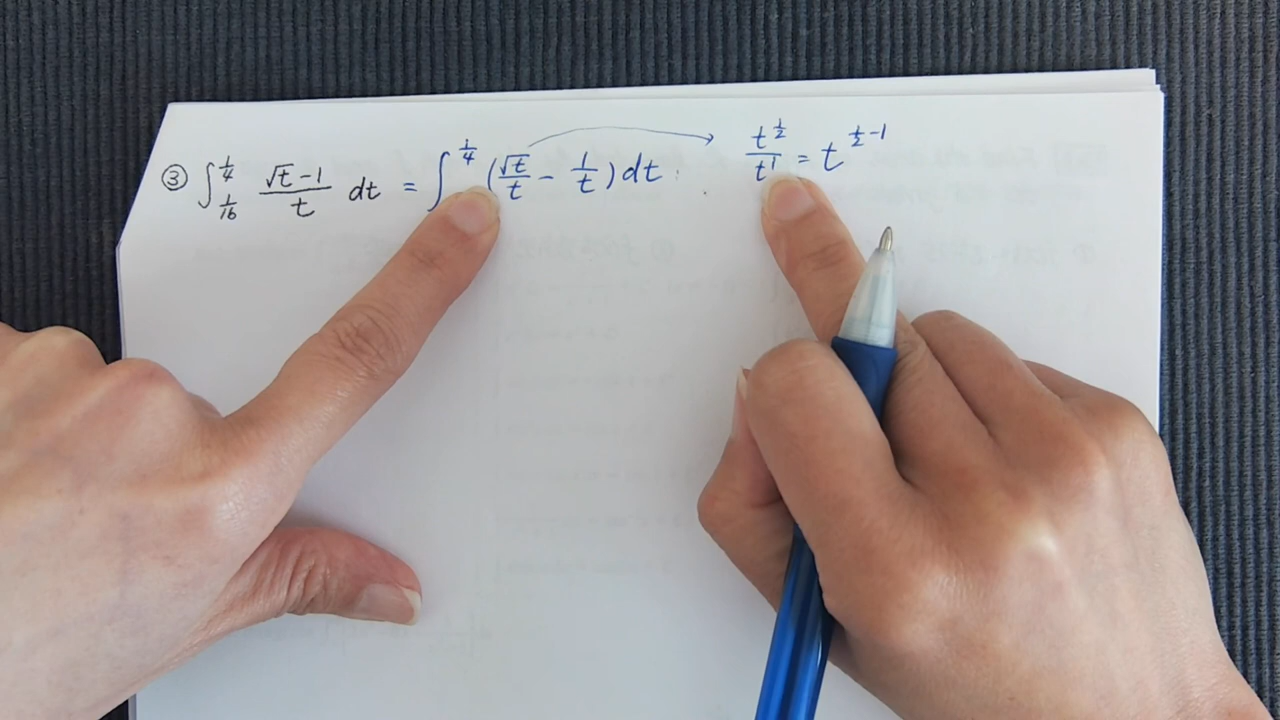 ③ ∫_{1/16}^{1/4} (√t - 1)/t dt = ∫^{1/4} (√t/t - 1/t) dt → t^{1/2}/t^1 = t^{1/2-1}